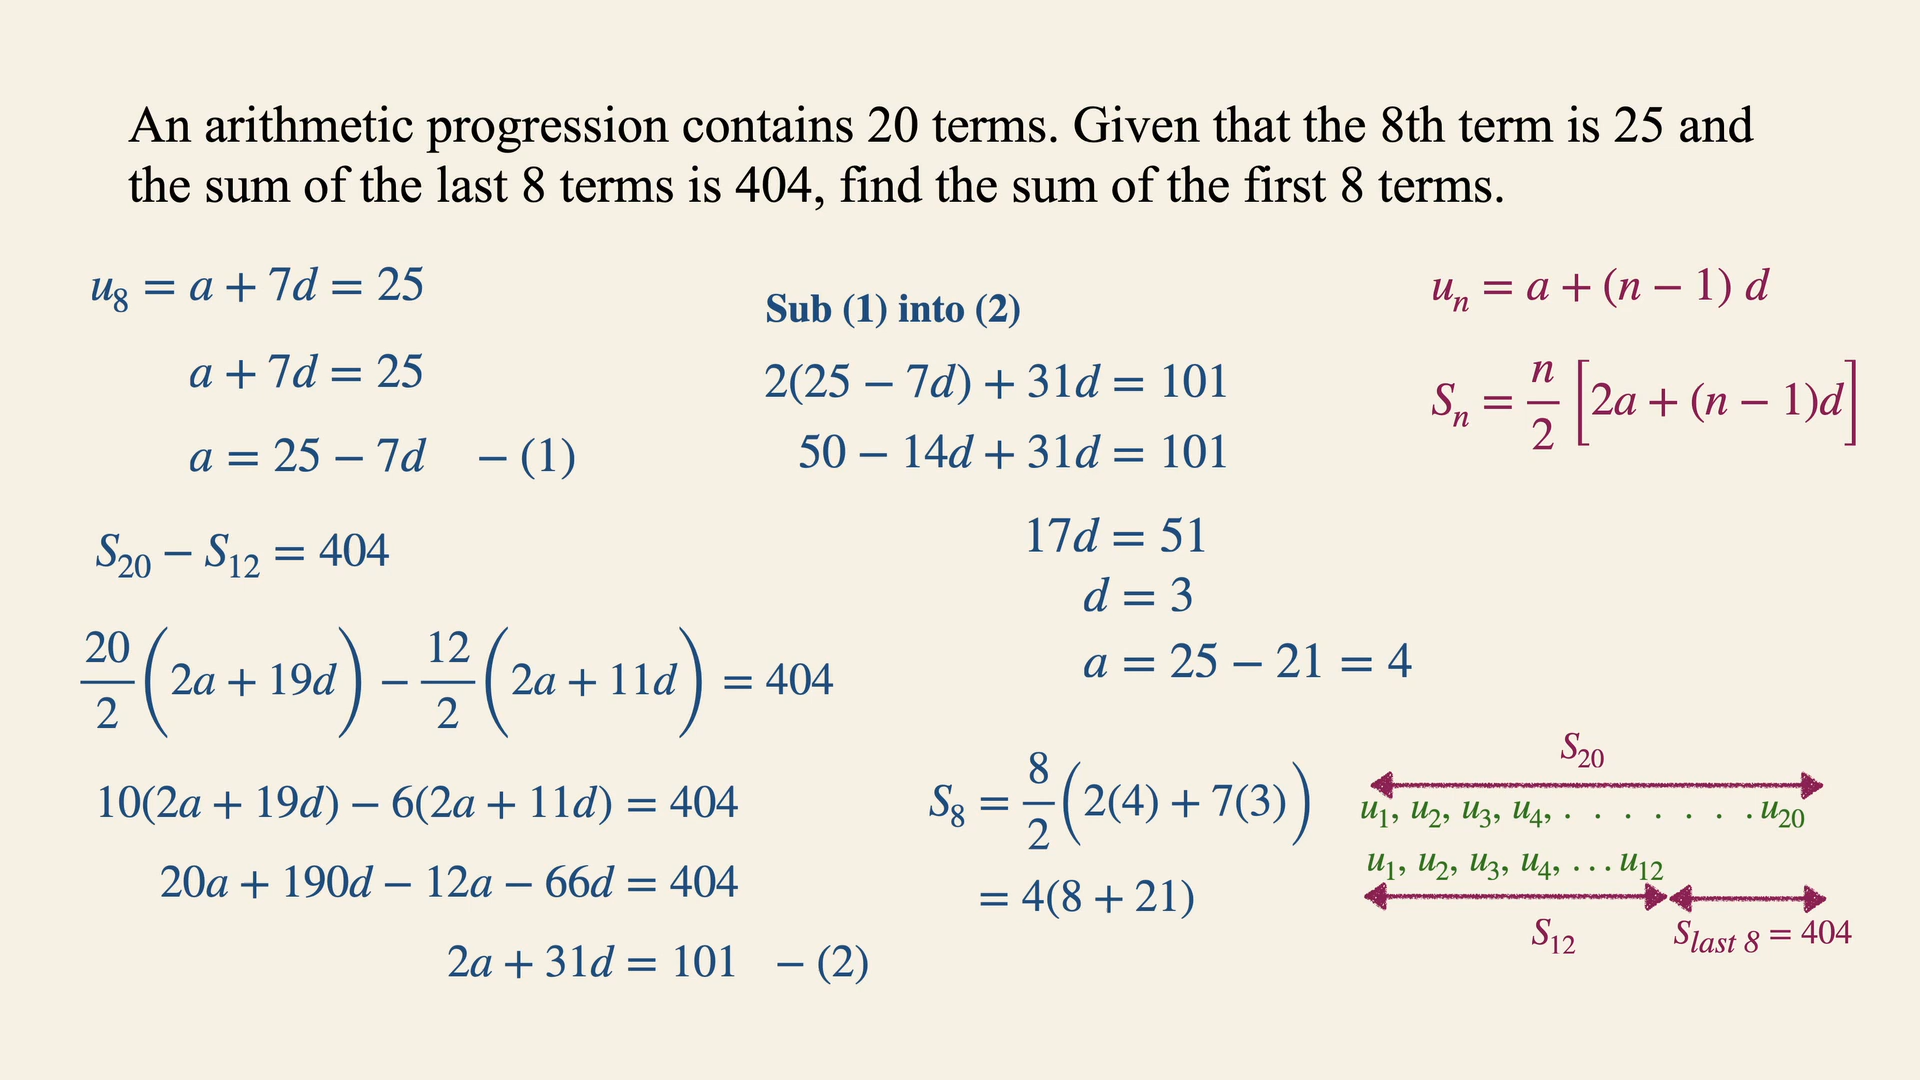 An arithmetic progression contains 20 terms. Given that the 8th term is 25 and
the sum of the last 8 terms is 404, find the sum of the first 8 terms.
u₈ = a + 7d = 25
a + 7d = 25
a = 25 − 7d − (1)
S₂₀ − S₁₂ = 404
20/2 (2a + 19d) − 12/2 (2a + 11d) = 404
10(2a + 19d) − 6(2a + 11d) = 404
20a + 190d − 12a − 66d = 404
2a + 31d = 101 − (2)
Sub (1) into (2)
2(25 − 7d) + 31d = 101
50 − 14d + 31d = 101
17d = 51
d = 3
a = 25 − 21 = 4
S₈ = 8/2 (2(4) + 7(3))
= 4(8 + 21)
uₙ = a + (n − 1) d
Sₙ = n/2 [2a + (n − 1)d]
S₂₀
u₁, u₂, u₃, u₄, . . . . . . . u₂₀
u₁, u₂, u₃, u₄, . . . u₁₂
S₁₂ S_last 8 = 404